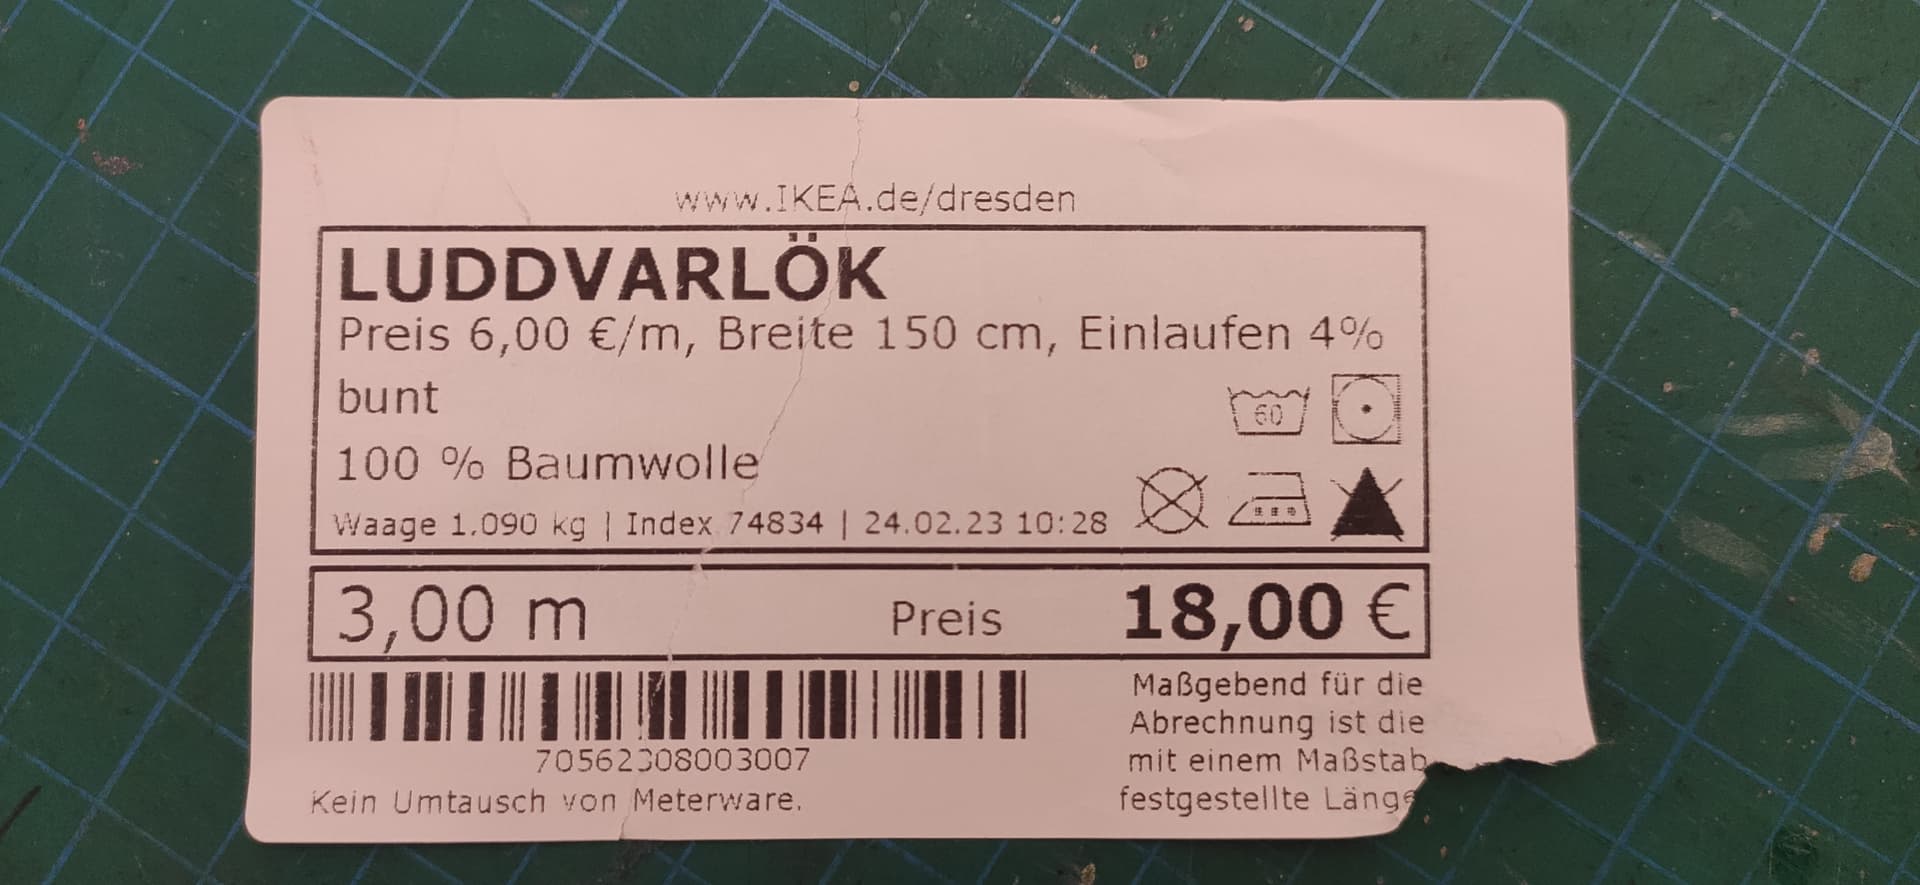 www.IKEA.de/dresden
LUDDVARLÖK
Preis 6,00 €/m, Breite 150 cm, Einlaufen 4%
bunt
60
100 % Baumwolle
Waage 1.090 kg | Index 74834 | 24.02.23 10:28
3,00 m Preis 18,00 €
70562308003007
Kein Umtausch von Meterware.
Maßgebend für die
Abrechnung ist die
mit einem Maßstab
festgestellte Länge